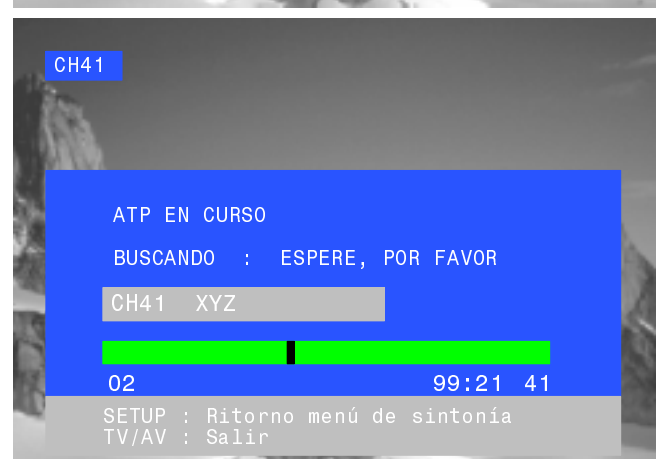 CH41
ATP EN CURSO
BUSCANDO : ESPERE, POR FAVOR
CH41 XYZ
02 99:21 41
SETUP : Ritorno menú de sintonía
TV/AV : Salir